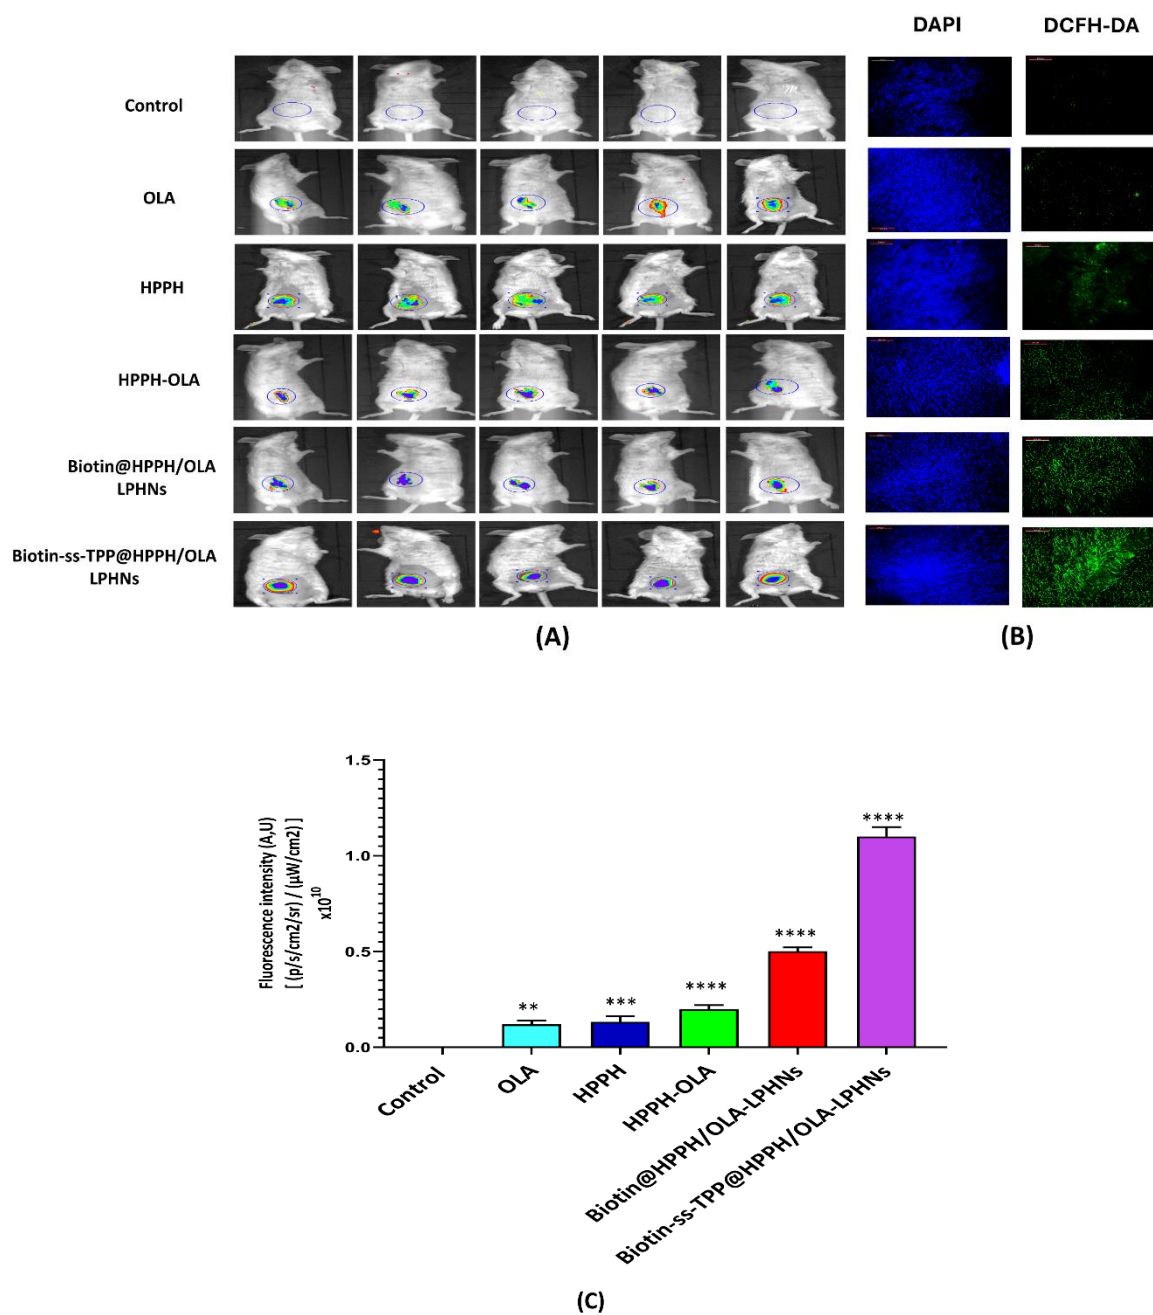 DAPI
DCFH-DA
Control
OLA
HPPH
HPPH-OLA
Biotin@HPPH/OLA
LPHNs
Biotin-ss-TPP@HPPH/OLA
LPHNs
(A)
(B)
Fluorescence intensity (A,U)
[ (p/s/cm2/sr) / (µW/cm2) ]
x10^10
1.5
1.0
0.5
0.0
**
***
****
****
****
Control
OLA
HPPH
HPPH-OLA
Biotin@HPPH/OLA-LPHNs
Biotin-ss-TPP@HPPH/OLA-LPHNs
(C)